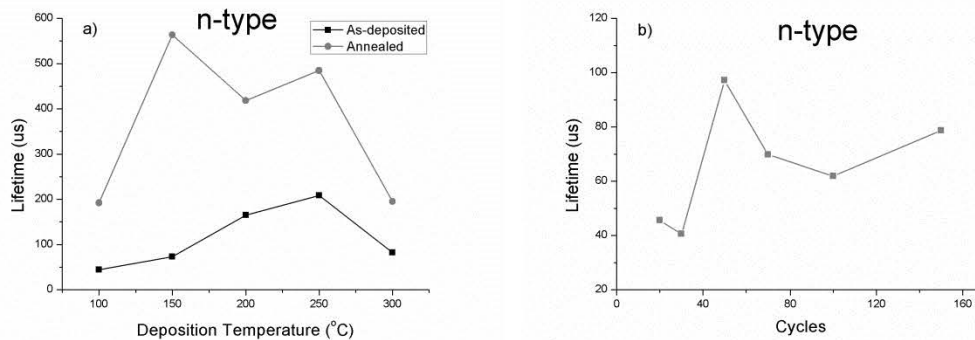 n-type
a)
As-deposited
Annealed
600
500
400
300
200
100
0
Lifetime (us)
100 150 200 250 300
Deposition Temperature (°C)
n-type
b)
120
100
80
60
40
20
Lifetime (us)
0 40 80 120 160
Cycles